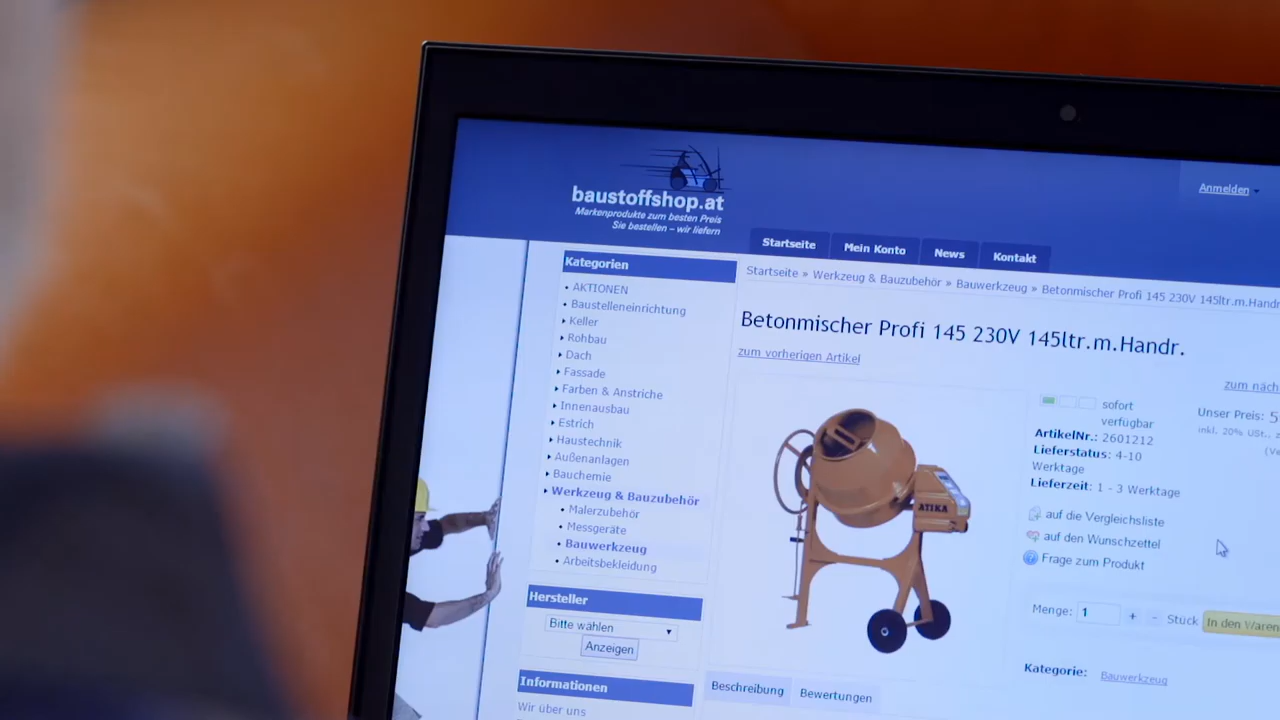 baustoffshop.at
Markenprodukte zum besten Preis
Sie bestellen – wir liefern
Anmelden
Startseite
Mein Konto
News
Kontakt
Kategorien
AKTIONEN
Baustelleneinrichtung
Keller
Rohbau
Dach
Fassade
Farben & Anstriche
Innenausbau
Estrich
Haustechnik
Außenanlagen
Bauchemie
Werkzeug & Bauzubehör
Malerzubehör
Messgeräte
Bauwerkzeug
Arbeitsbekleidung
Hersteller
Bitte wählen
Anzeigen
Informationen
Wir über uns
Startseite » Werkzeug & Bauzubehör » Bauwerkzeug » Betonmischer Profi 145 230V 145ltr.m.Handr
Betonmischer Profi 145 230V 145ltr.m.Handr.
zum vorherigen Artikel
zum näch
ATIKA
sofort
verfügbar
ArtikelNr.: 2601212
Lieferstatus: 4-10
Werktage
Lieferzeit: 1 - 3 Werktage
Unser Preis: 5
inkl. 20% USt.,
auf die Vergleichsliste
auf den Wunschzettel
Frage zum Produkt
Menge: 1 + - Stück In den Waren
Kategorie: Bauwerkzeug
Beschreibung
Bewertungen